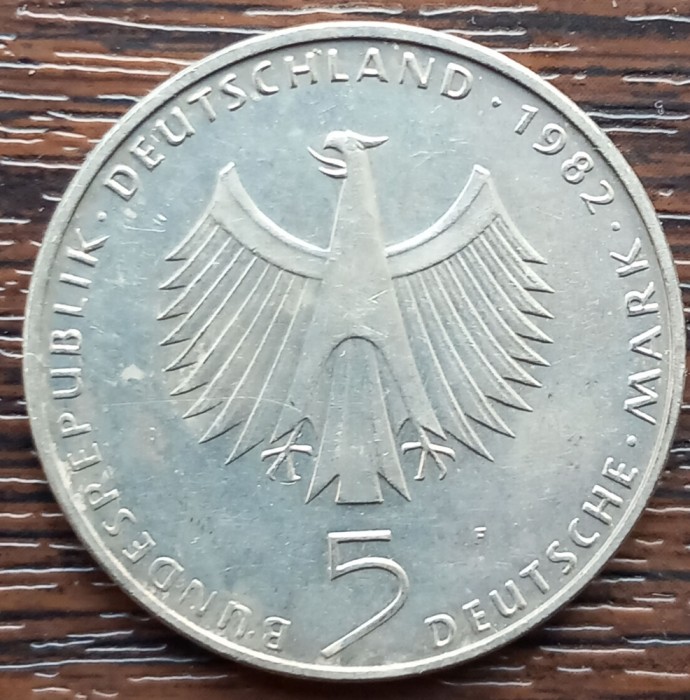 BUNDESREPUBLIK · DEUTSCHLAND · 1982 · DEUTSCHE · MARK
5
F